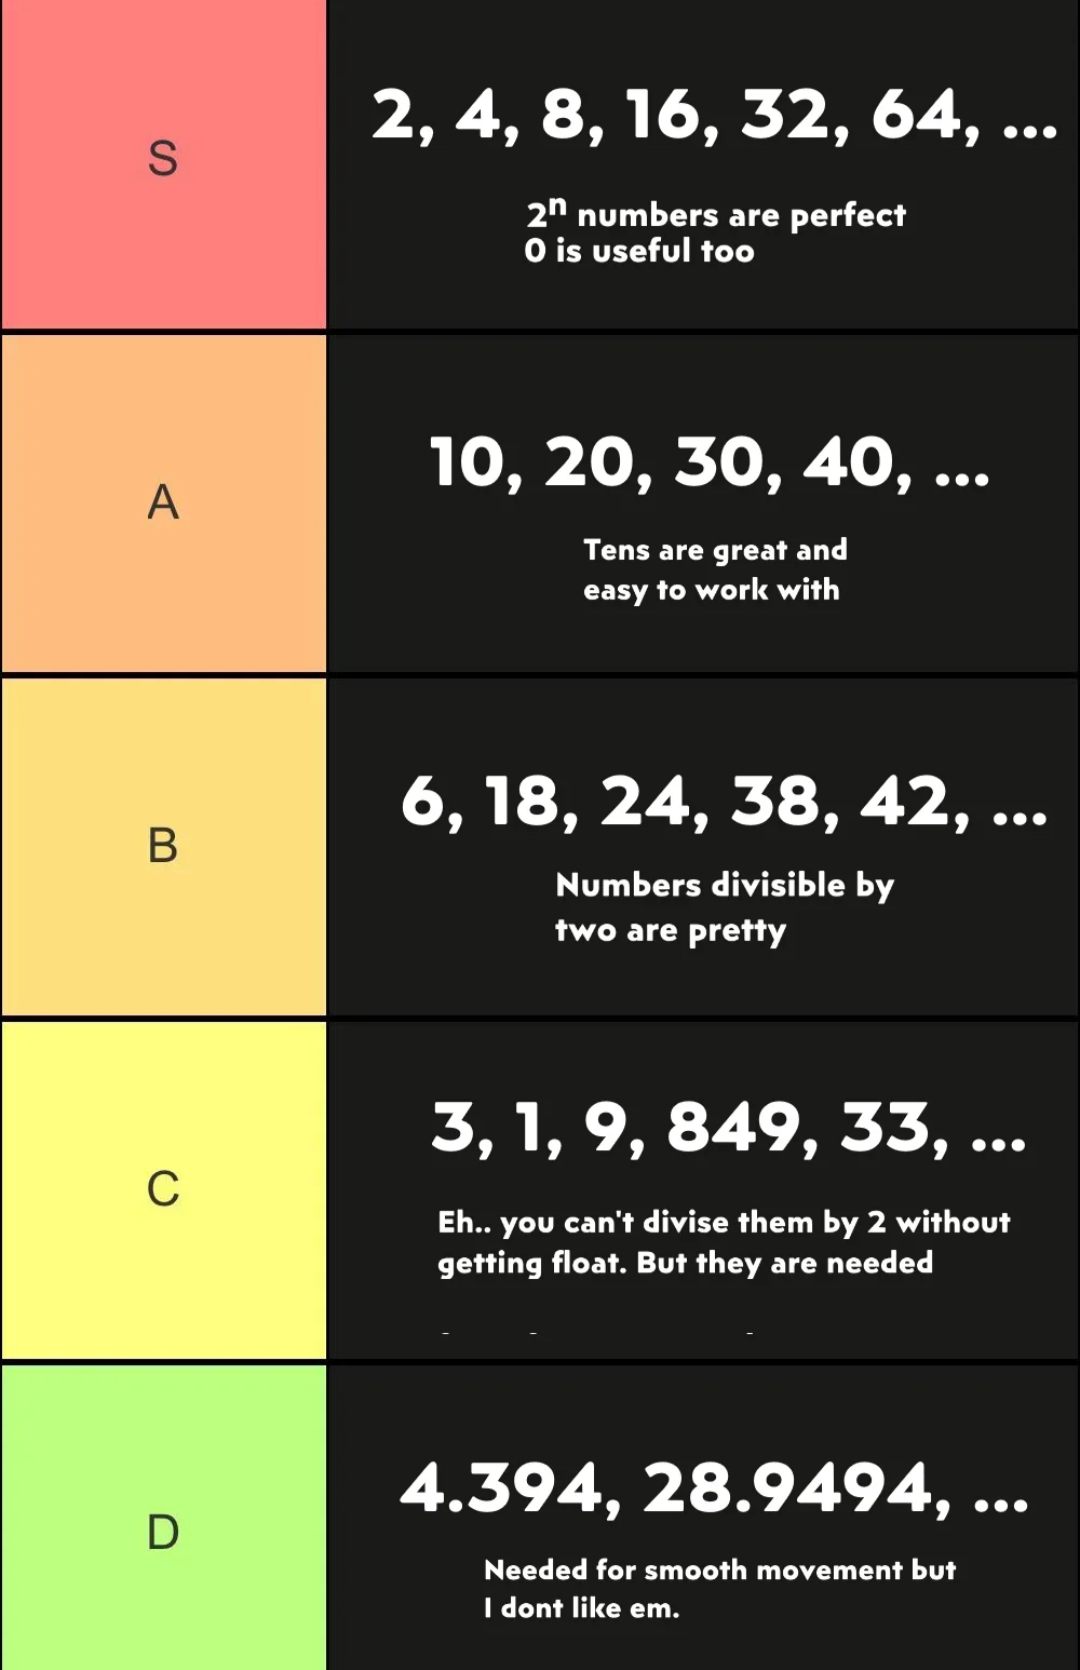 S
2, 4, 8, 16, 32, 64, ...
2ⁿ numbers are perfect
0 is useful too
A
10, 20, 30, 40, ...
Tens are great and
easy to work with
B
6, 18, 24, 38, 42, ...
Numbers divisible by
two are pretty
C
3, 1, 9, 849, 33, ...
Eh.. you can't divise them by 2 without
getting float. But they are needed
D
4.394, 28.9494, ...
Needed for smooth movement but
I dont like em.